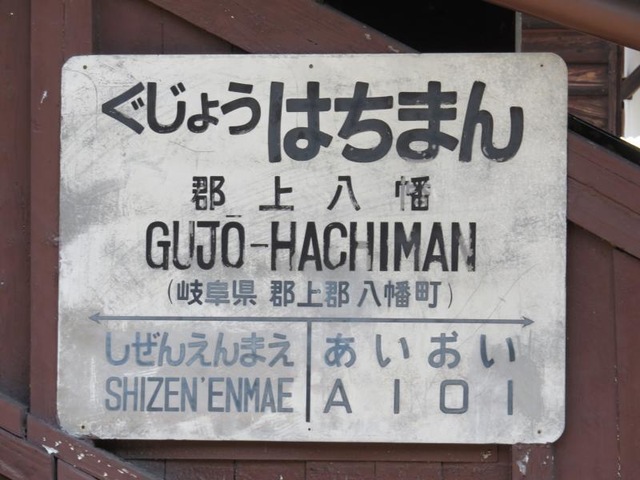 ぐじょうはちまん
郡上八幡
GUJŌ-HACHIMAN
(岐阜県 郡上郡 八幡町)
しぜんえんまえ あいおい
SHIZEN'ENMAE AIOI